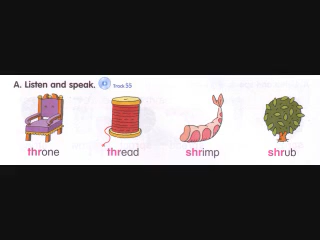 A. Listen and speak. Track 55
throne thread shrimp shrub